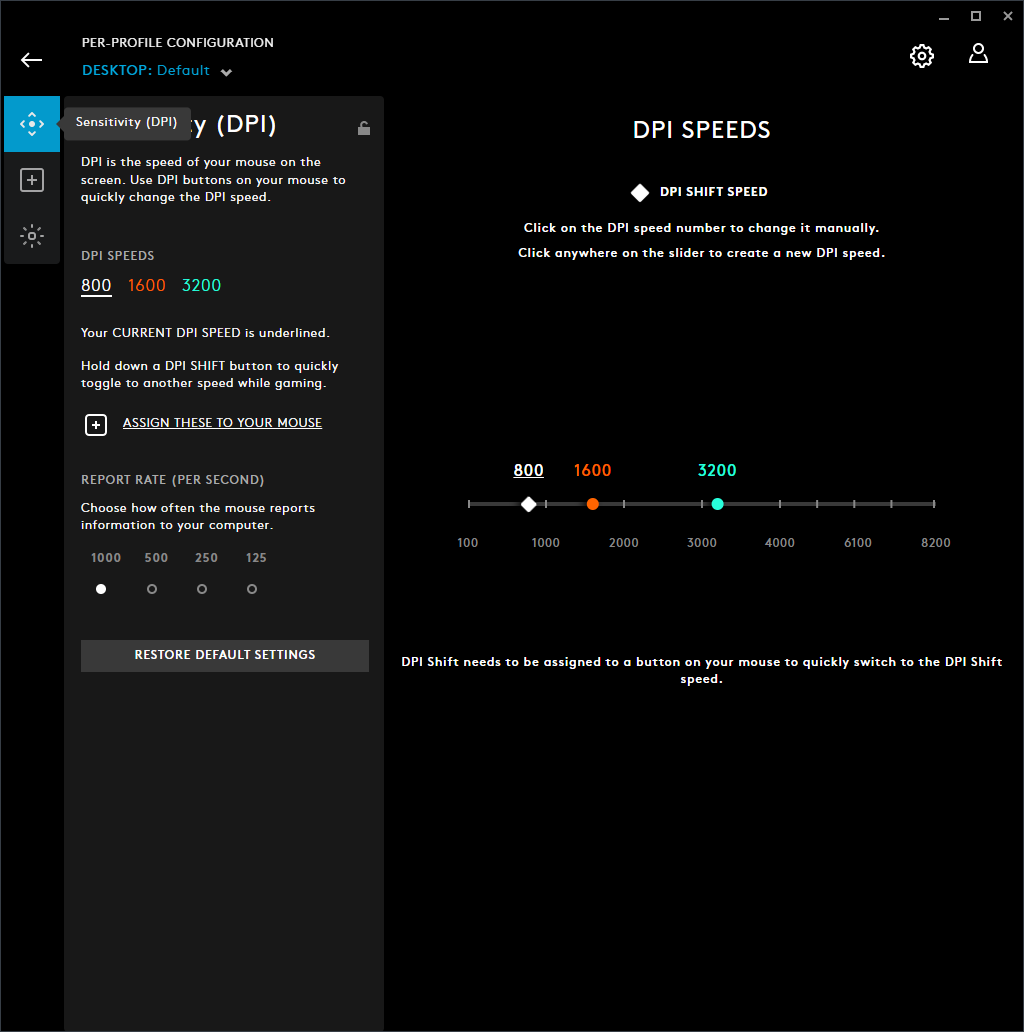 PER-PROFILE CONFIGURATION
DESKTOP: Default
Sensitivity (DPI)
y (DPI)
DPI is the speed of your mouse on the
screen. Use DPI buttons on your mouse to
quickly change the DPI speed.
DPI SPEEDS
800 1600 3200
Your CURRENT DPI SPEED is underlined.
Hold down a DPI SHIFT button to quickly
toggle to another speed while gaming.
ASSIGN THESE TO YOUR MOUSE
REPORT RATE (PER SECOND)
Choose how often the mouse reports
information to your computer.
1000 500 250 125
RESTORE DEFAULT SETTINGS
DPI SPEEDS
DPI SHIFT SPEED
Click on the DPI speed number to change it manually.
Click anywhere on the slider to create a new DPI speed.
800 1600 3200
100 1000 2000 3000 4000 6100 8200
DPI Shift needs to be assigned to a button on your mouse to quickly switch to the DPI Shift
speed.